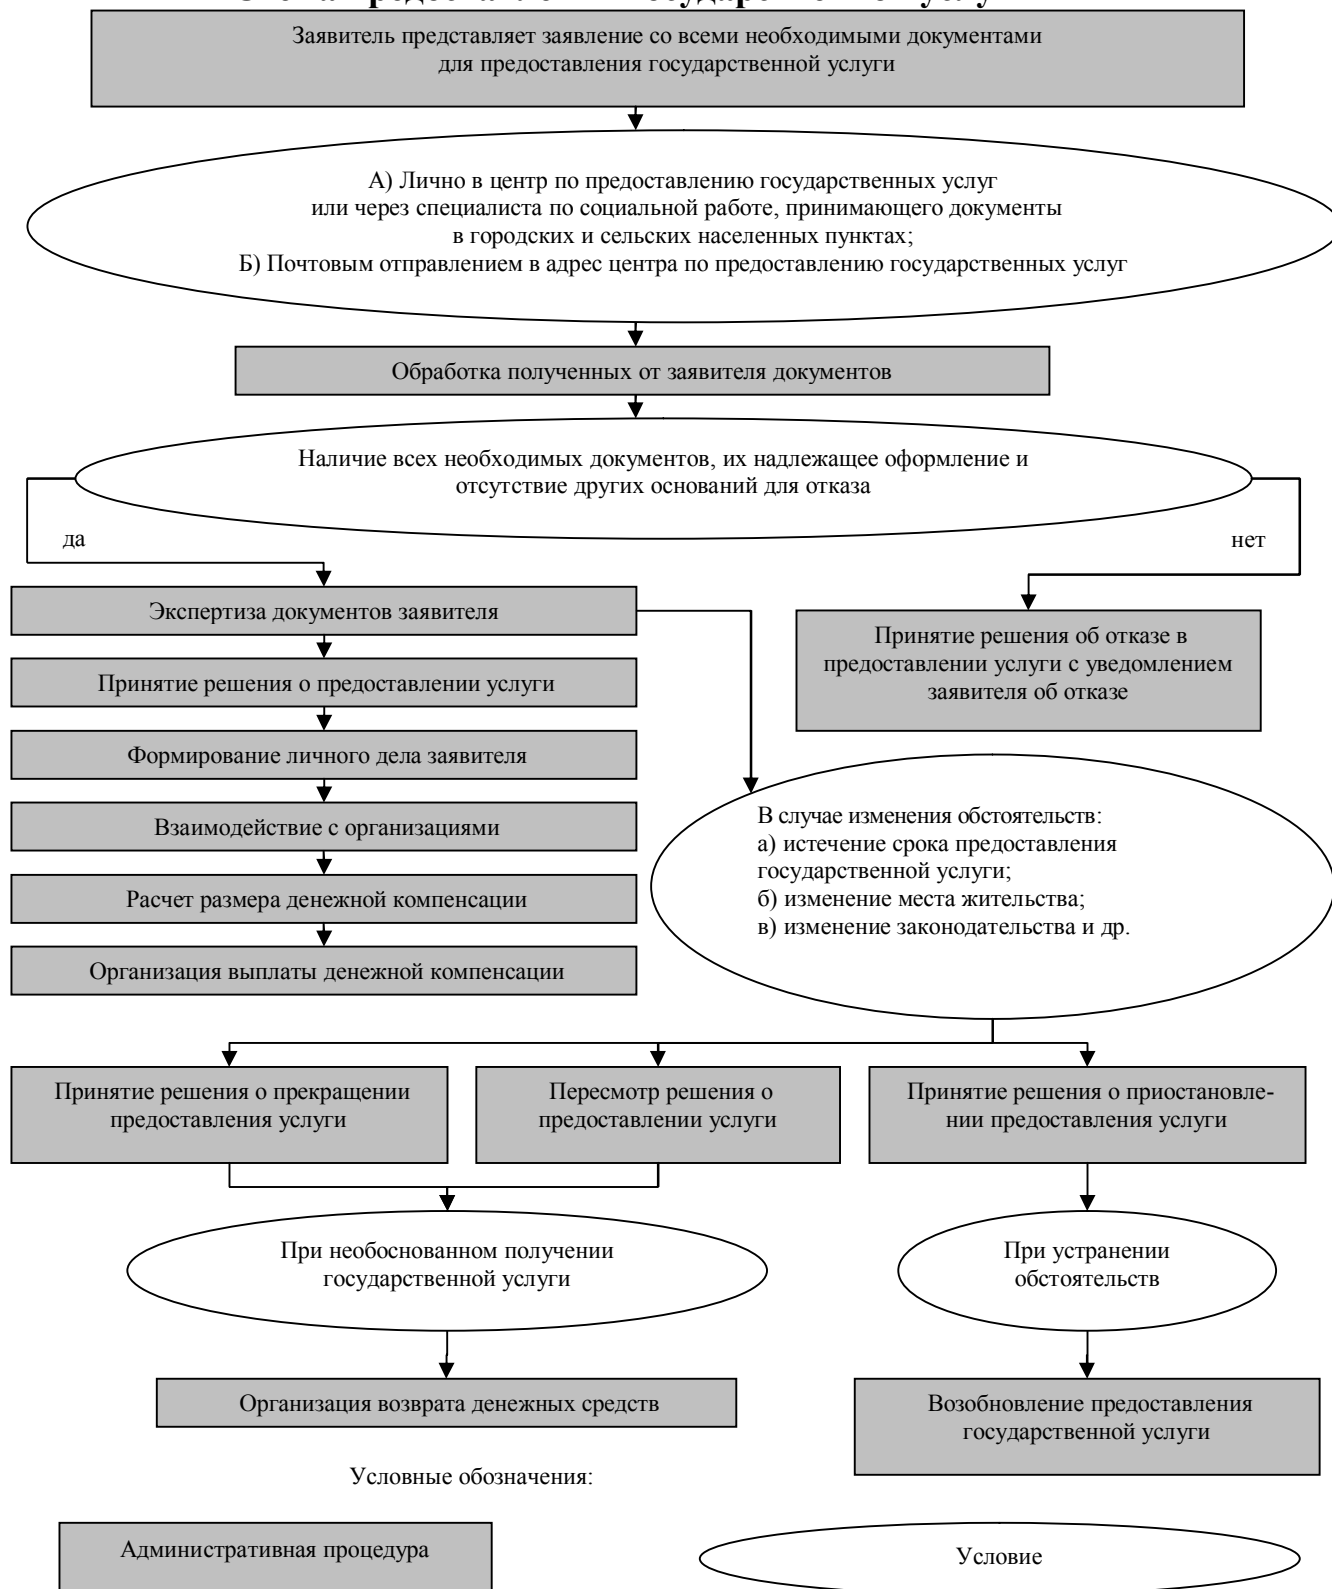 Заявитель представляет заявление со всеми необходимыми документами
для предоставления государственной услуги
А) Лично в центр по предоставлению государственных услуг
или через специалиста по социальной работе, принимающего документы
в городских и сельских населенных пунктах;
Б) Почтовым отправлением в адрес центра по предоставлению государственных услуг
Обработка полученных от заявителя документов
Наличие всех необходимых документов, их надлежащее оформление и
отсутствие других оснований для отказа
да
нет
Экспертиза документов заявителя
Принятие решения об отказе в
предоставлении услуги с уведомлением
заявителя об отказе
Принятие решения о предоставлении услуги
Формирование личного дела заявителя
Взаимодействие с организациями
Расчет размера денежной компенсации
Организация выплаты денежной компенсации
В случае изменения обстоятельств:
а) истечение срока предоставления
государственной услуги;
б) изменение места жительства;
в) изменение законодательства и др.
Принятие решения о прекращении
предоставления услуги
Пересмотр решения о
предоставлении услуги
Принятие решения о приостановле-
нии предоставления услуги
При необоснованном получении
государственной услуги
При устранении
обстоятельств
Организация возврата денежных средств
Возобновление предоставления
государственной услуги
Условные обозначения:
Административная процедура
Условие